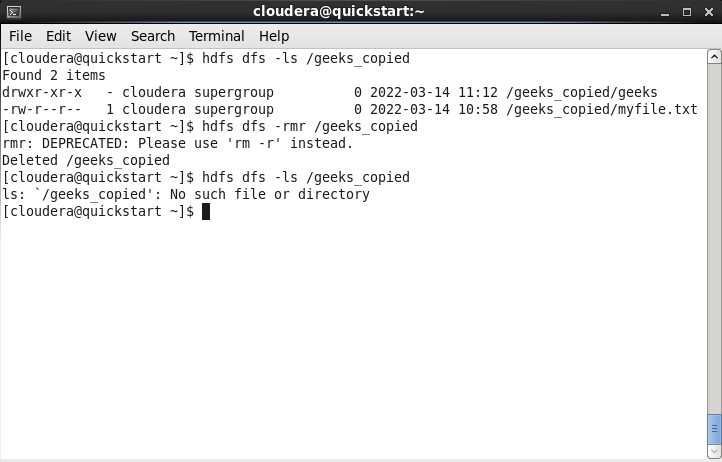 cloudera@quickstart:~
File Edit View Search Terminal Help
[cloudera@quickstart ~]$ hdfs dfs -ls /geeks_copied
Found 2 items
drwxr-xr-x   - cloudera supergroup          0 2022-03-14 11:12 /geeks_copied/geeks
-rw-r--r--   1 cloudera supergroup          0 2022-03-14 10:58 /geeks_copied/myfile.txt
[cloudera@quickstart ~]$ hdfs dfs -rmr /geeks_copied
rmr: DEPRECATED: Please use 'rm -r' instead.
Deleted /geeks_copied
[cloudera@quickstart ~]$ hdfs dfs -ls /geeks_copied
ls: `/geeks_copied': No such file or directory
[cloudera@quickstart ~]$